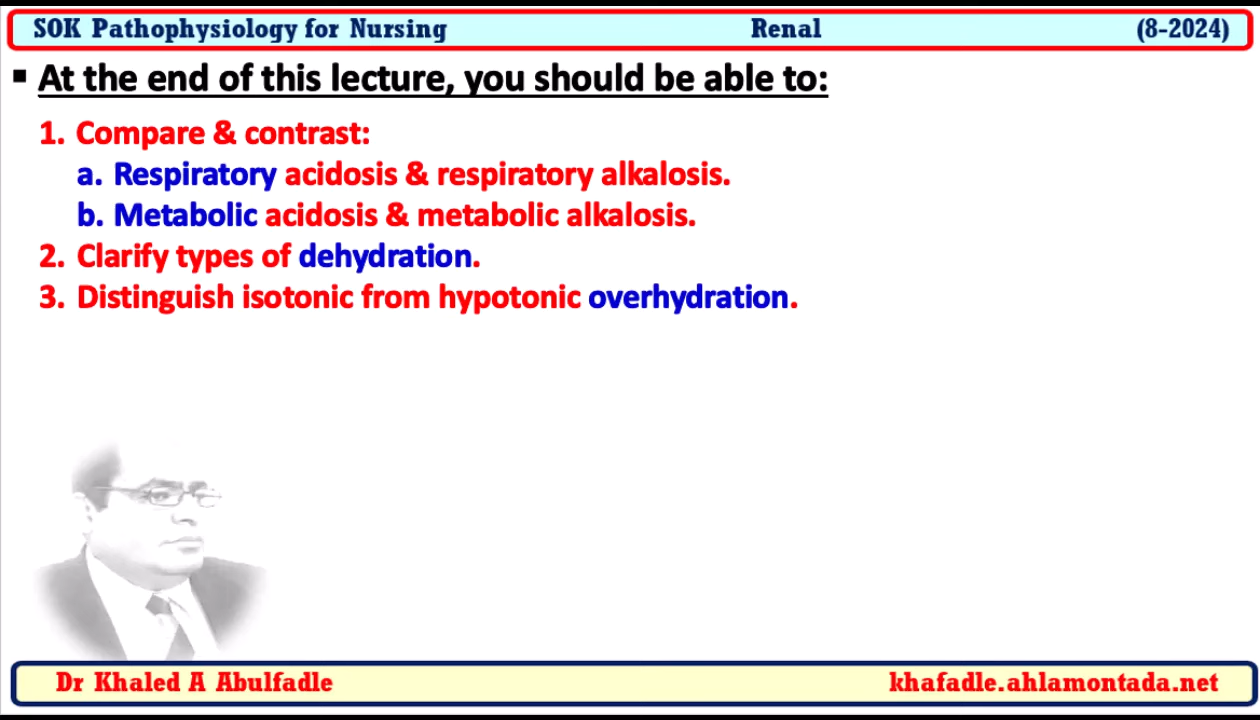 SOK Pathophysiology for Nursing Renal (8-2024)
▪ At the end of this lecture, you should be able to:
1. Compare & contrast:
a. Respiratory acidosis & respiratory alkalosis.
b. Metabolic acidosis & metabolic alkalosis.
2. Clarify types of dehydration.
3. Distinguish isotonic from hypotonic overhydration.
Dr Khaled A Abulfadle khafadle.ahlamontada.net